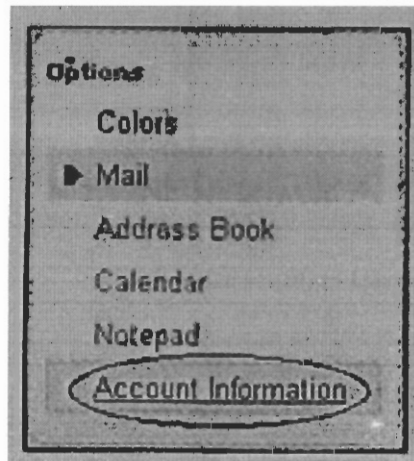 Options
Colors
Mail
Address Book
Calendar
Notepad
Account Information